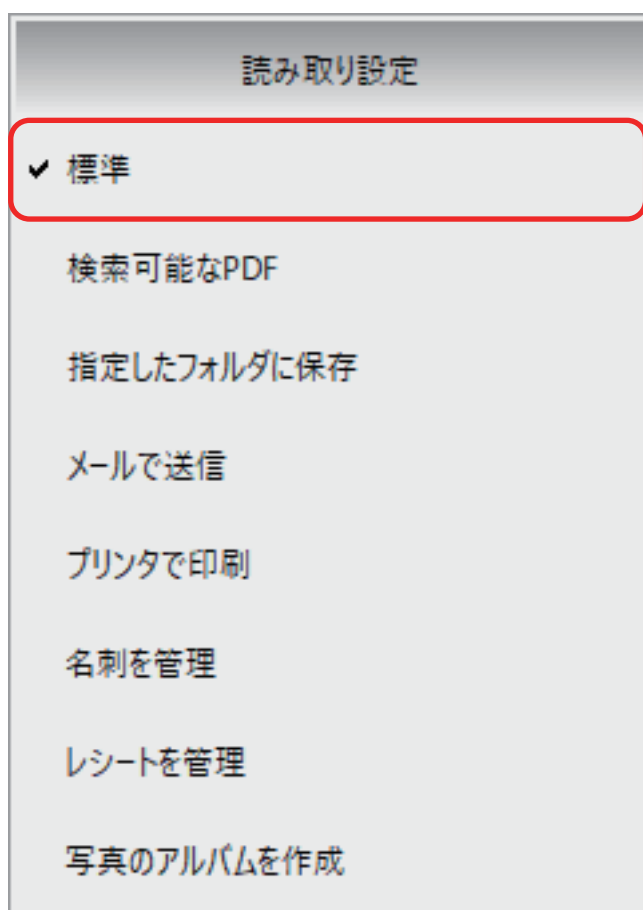 読み取り設定
標準
検索可能なPDF
指定したフォルダに保存
メールで送信
プリンタで印刷
名刺を管理
レシートを管理
写真のアルバムを作成